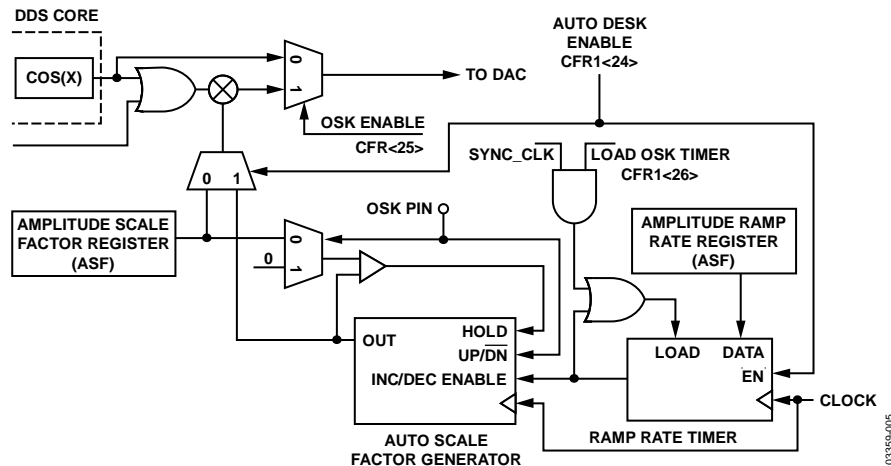 DDS CORE
COS(X)
0
1
TO DAC
OSK ENABLE
CFR<25>
AUTO DESK
ENABLE
CFR1<24>
SYNC_CLK
LOAD OSK TIMER
CFR1<26>
0 1
AMPLITUDE SCALE
FACTOR REGISTER
(ASF)
OSK PIN
0
1
0
AMPLITUDE RAMP
RATE REGISTER
(ASF)
OUT
HOLD
UP/DN
INC/DEC ENABLE
LOAD DATA
EN
CLOCK
AUTO SCALE
FACTOR GENERATOR
RAMP RATE TIMER
03359-005